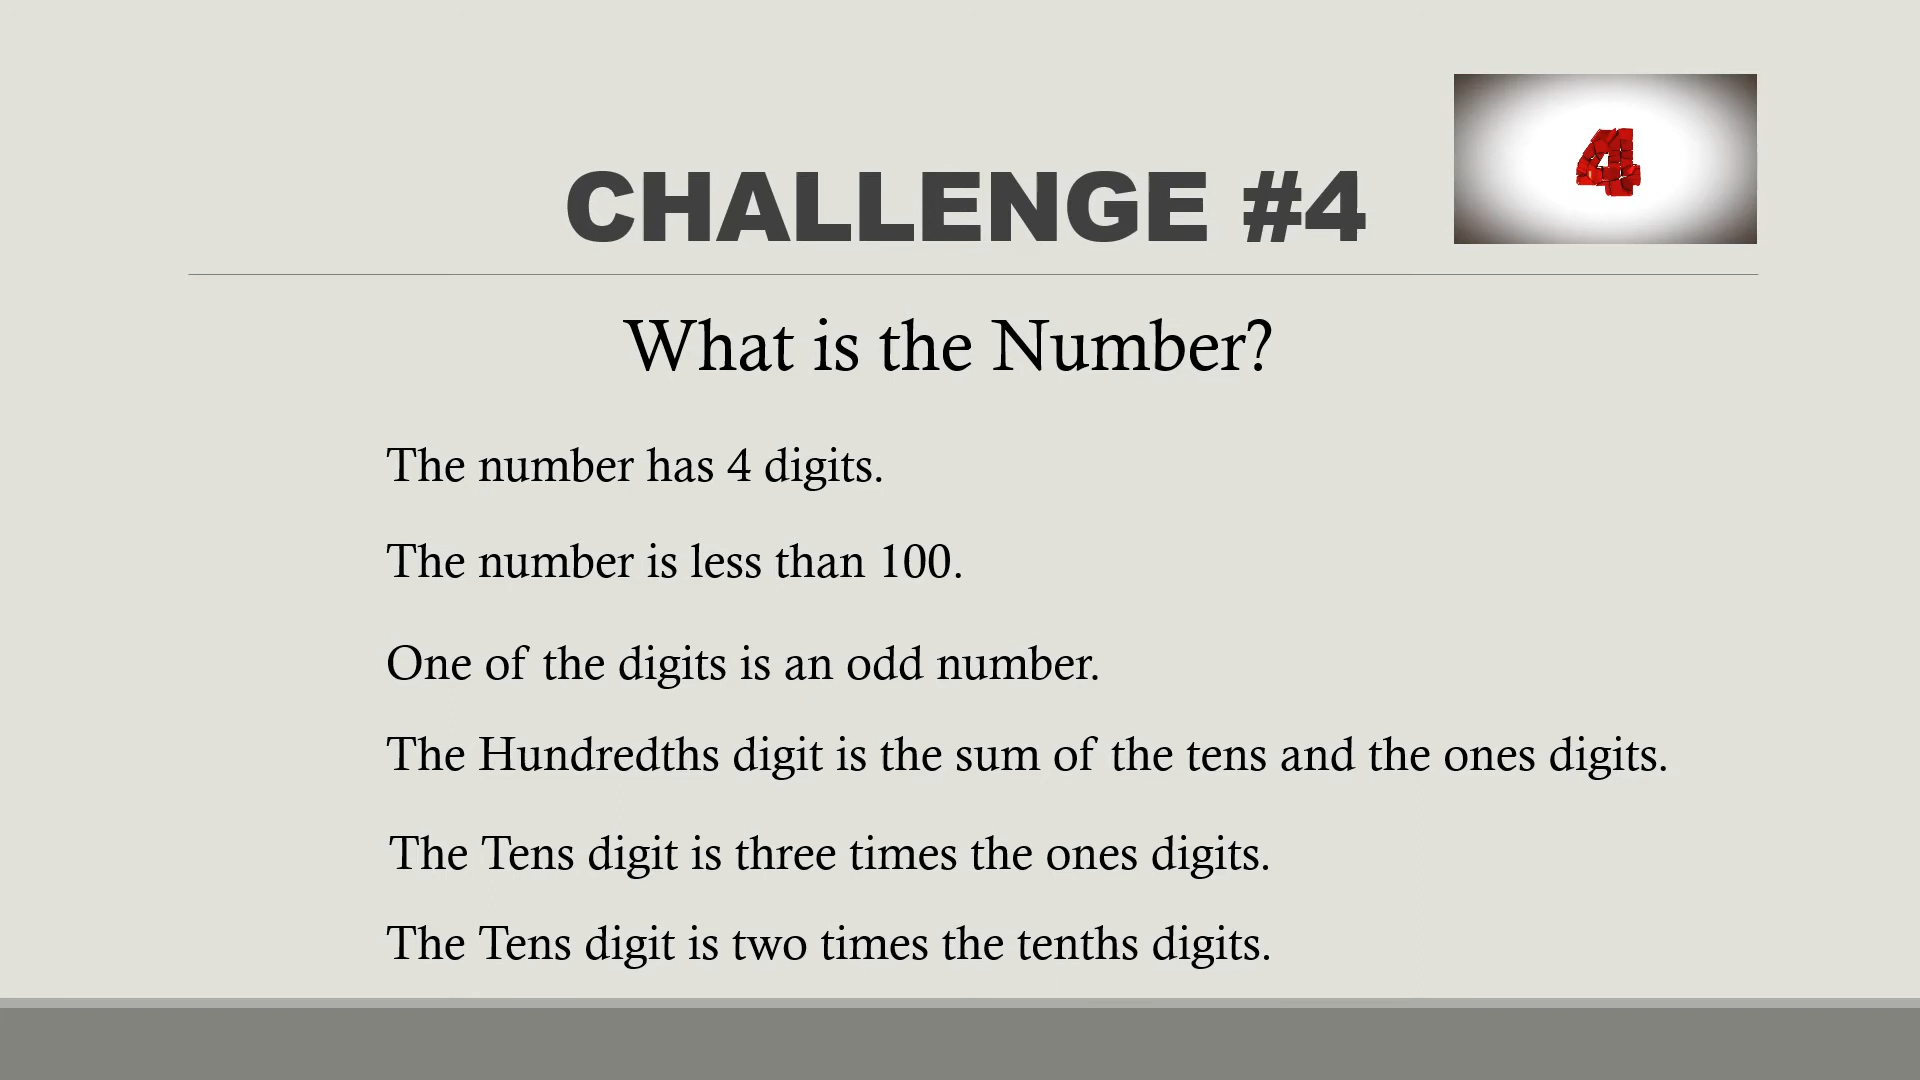 4
CHALLENGE #4
What is the Number?
The number has 4 digits.
The number is less than 100.
One of the digits is an odd number.
The Hundredths digit is the sum of the tens and the ones digits.
The Tens digit is three times the ones digits.
The Tens digit is two times the tenths digits.